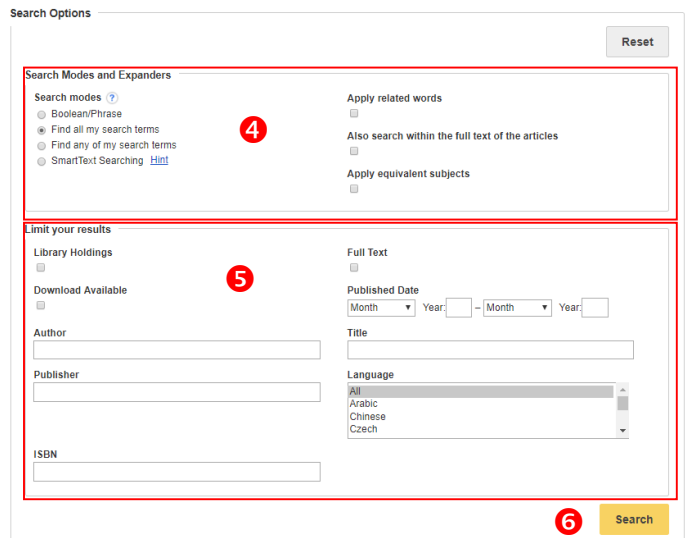 Search Options
Reset
Search Modes and Expanders
Search modes ?
Boolean/Phrase
Find all my search terms
Find any of my search terms
SmartText Searching Hint
4
Apply related words
Also search within the full text of the articles
Apply equivalent subjects
Limit your results
Library Holdings
5
Full Text
Download Available
Published Date
Month Year: – Month Year:
Author
Title
Publisher
Language
All
Arabic
Chinese
Czech
ISBN
6
Search